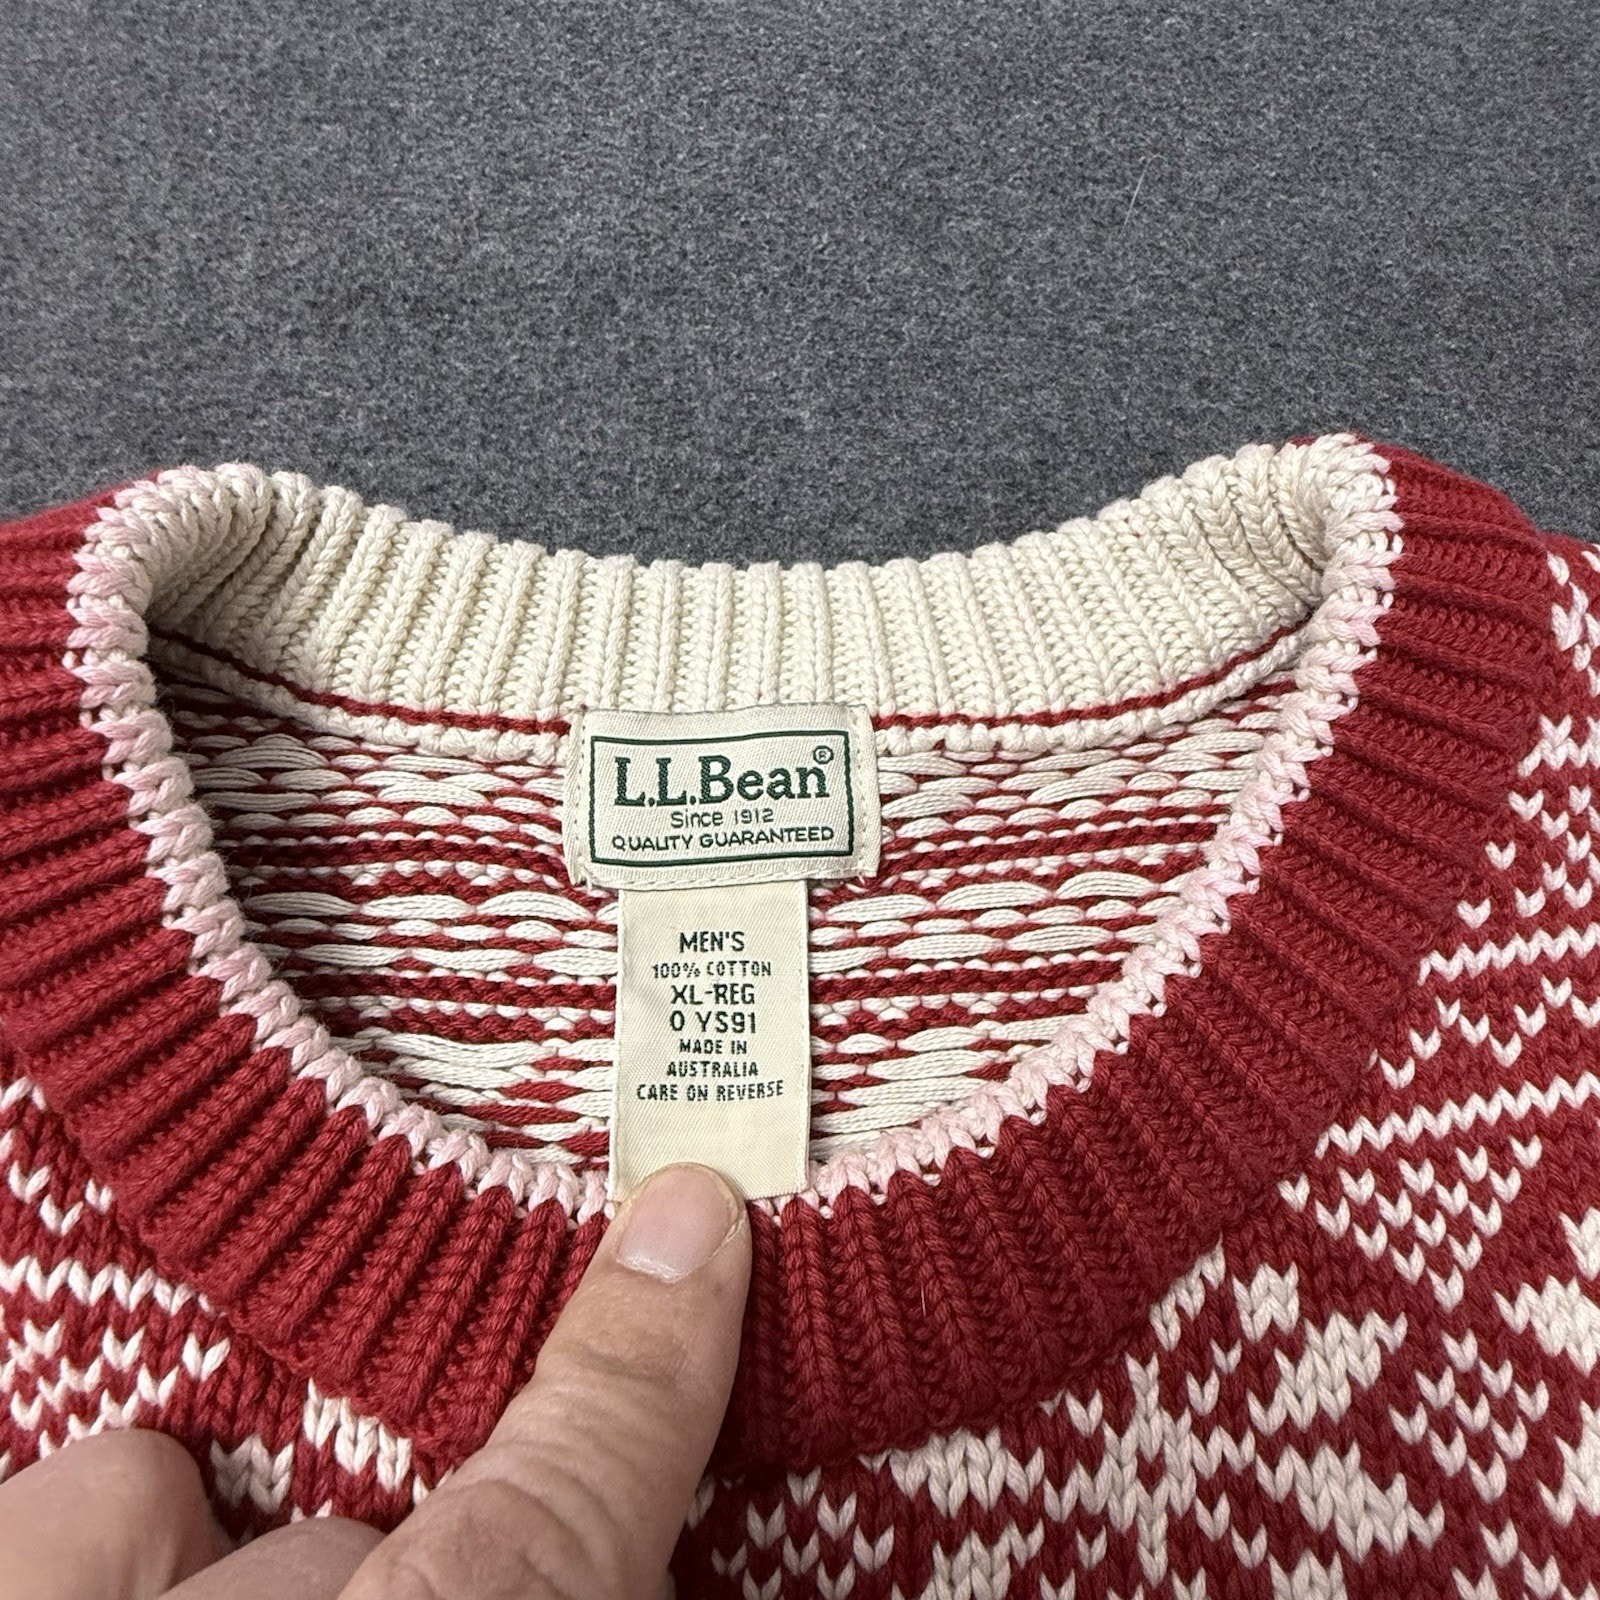 L.L.Bean®
Since 1912
QUALITY GUARANTEED
MEN'S
100% COTTON
XL-REG
0 YS91
MADE IN
AUSTRALIA
CARE ON REVERSE